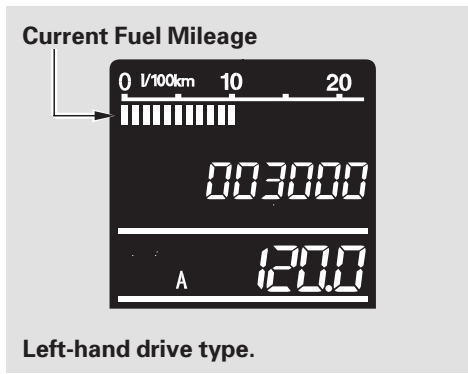 Current Fuel Mileage
0 l/100km 10 20
003000
A 120.0
Left-hand drive type.